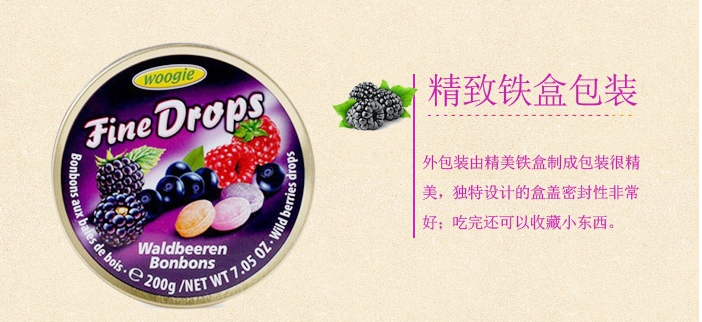 woogie
Fine Drops
Bonbons aux baies de bois · ℮ 200g/NET WT 7.05 OZ · Wild berries drops
Waldbeeren
Bonbons
精致铁盒包装
外包装由精美铁盒制成包装很精
美，独特设计的盒盖密封性非常
好；吃完还可以收藏小东西。